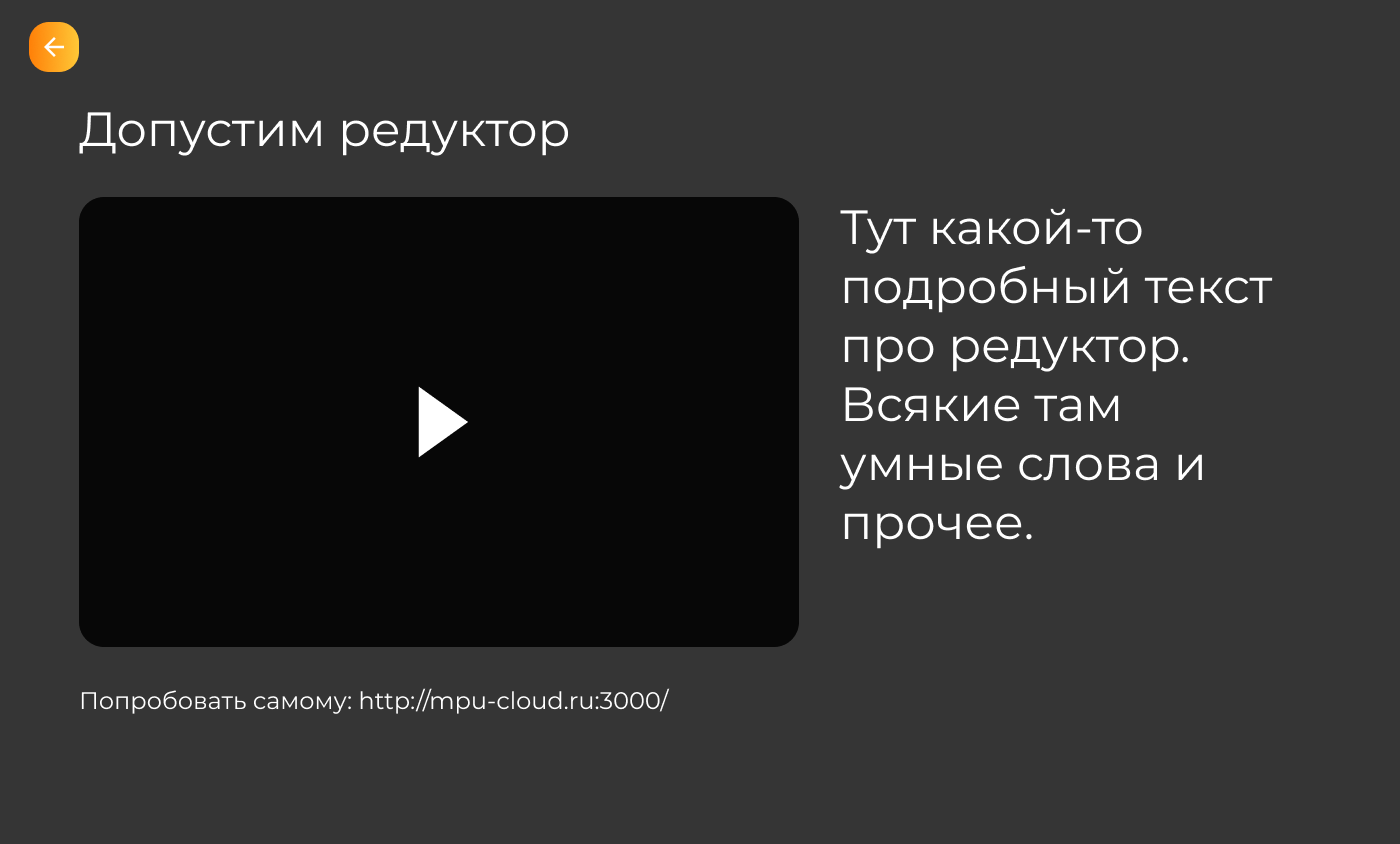 Допустим редуктор
Тут какой-то
подробный текст
про редуктор.
Всякие там
умные слова и
прочее.
Попробовать самому: http://mpu-cloud.ru:3000/